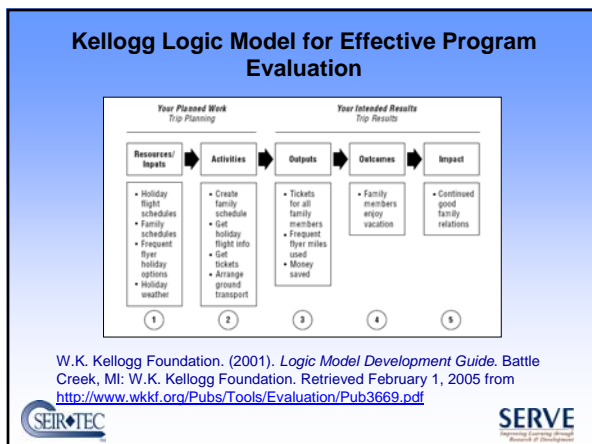 Kellogg Logic Model for Effective Program
Evaluation
Your Planned Work
Trip Planning
Your Intended Results
Trip Results
Resources/
Inputs
Activities
Outputs
Outcomes
Impact
• Holiday
flight
schedules
• Family
schedules
• Frequent
flyer
holiday
options
• Holiday
weather
• Create
family
schedule
• Get
holiday
flight info
• Get
tickets
• Arrange
ground
transport
• Tickets
for all
family
members
• Frequent
flyer miles
used
• Money
saved
• Family
members
enjoy
vacation
• Continued
good
family
relations
1
2
3
4
5
W.K. Kellogg Foundation. (2001). Logic Model Development Guide. Battle
Creek, MI: W.K. Kellogg Foundation. Retrieved February 1, 2005 from
http://www.wkkf.org/Pubs/Tools/Evaluation/Pub3669.pdf
SEIR♦TEC
SERVE
Improving Learning through
Research & Development